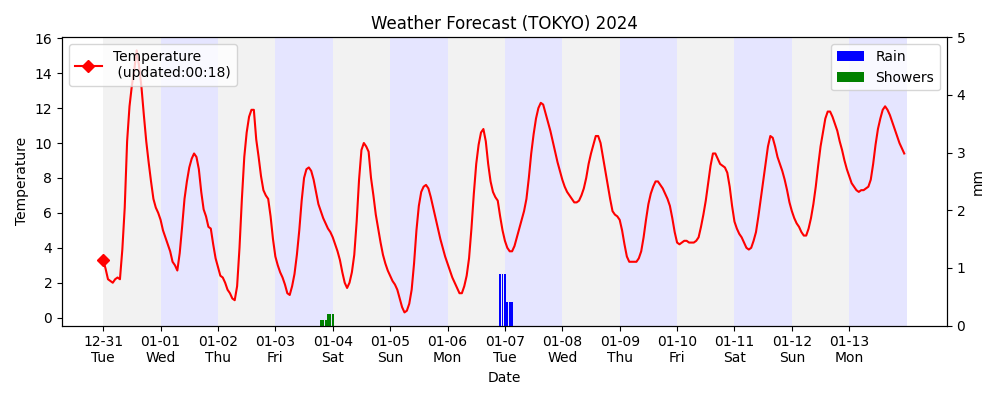 Weather Forecast (TOKYO) 2024
Temperature
(updated:00:18)
Rain
Showers
16
14
12
10
8
6
4
2
0
Temperature
5
4
3
2
1
0
mm
12-31 01-01 01-02 01-03 01-04 01-05 01-06 01-07 01-08 01-09 01-10 01-11 01-12 01-13
Tue Wed Thu Fri Sat Sun Mon Tue Wed Thu Fri Sat Sun Mon
Date